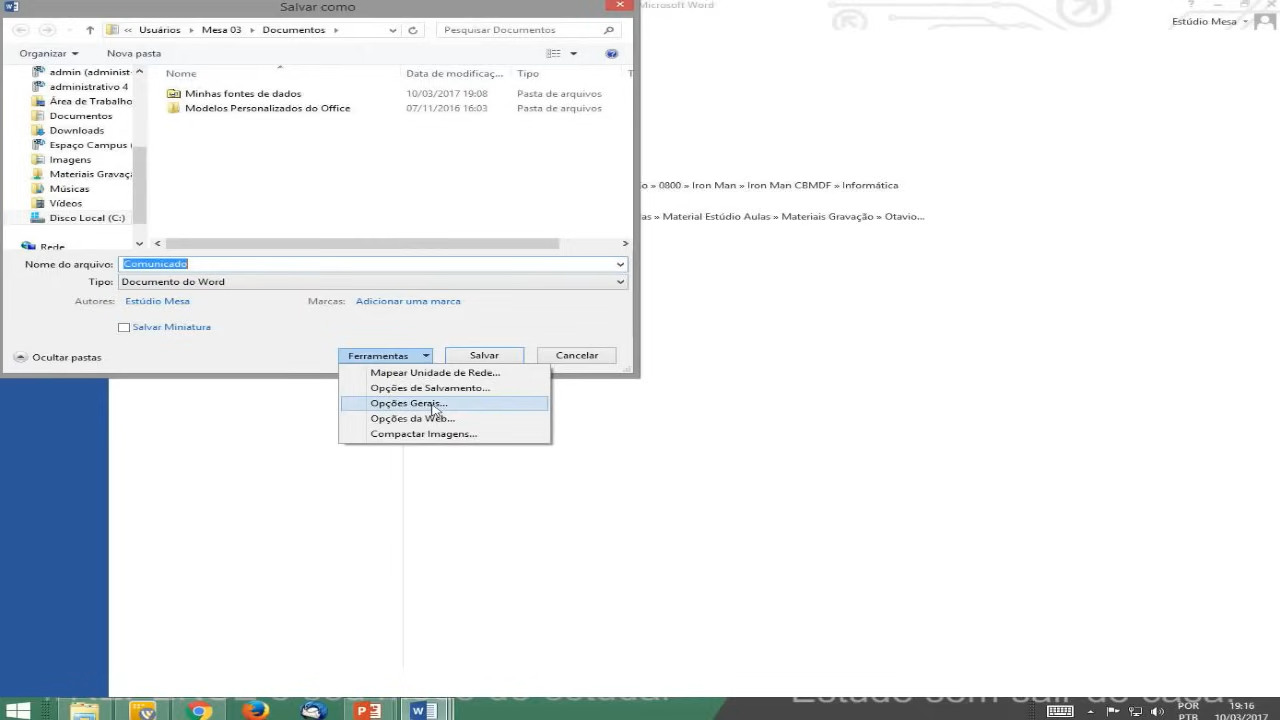 Salvar como
Microsoft Word
Estúdio Mesa
« Usuários Mesa 03 Documentos
Pesquisar Documentos
Organizar
Nova pasta
admin (administ
administrativo 4
Área de Trabalho
Documentos
Downloads
Espaço Campus (
Imagens
Materiais Gravaç
Músicas
Vídeos
Disco Local (C:)
Rede
Nome Data de modificaç... Tipo T
Minhas fontes de dados 10/03/2017 19:08 Pasta de arquivos
Modelos Personalizados do Office 07/11/2016 16:03 Pasta de arquivos
o » 0800 » Iron Man » Iron Man CBMDF » Informática
as » Material Estúdio Aulas » Materiais Gravação » Otavio...
Nome do arquivo: Comunicado
Tipo: Documento do Word
Autores: Estúdio Mesa Marcas: Adicionar uma marca
Salvar Miniatura
Ocultar pastas
Ferramentas Salvar Cancelar
Mapear Unidade de Rede...
Opções de Salvamento...
Opções Gerais...
Opções da Web...
Compactar Imagens...
POR 19:16
PTB 10/03/2017